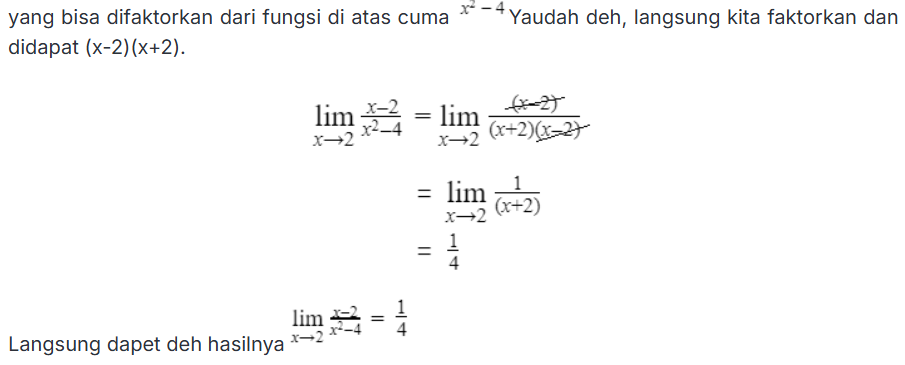 yang bisa difaktorkan dari fungsi di atas cuma x² − 4 Yaudah deh, langsung kita faktorkan dan
didapat (x-2)(x+2).
lim x→2 x−2 / x²−4 = lim x→2 (x−2) / (x+2)(x−2)
= lim x→2 1 / (x+2)
= 1/4
Langsung dapet deh hasilnya lim x→2 x−2 / x²−4 = 1/4